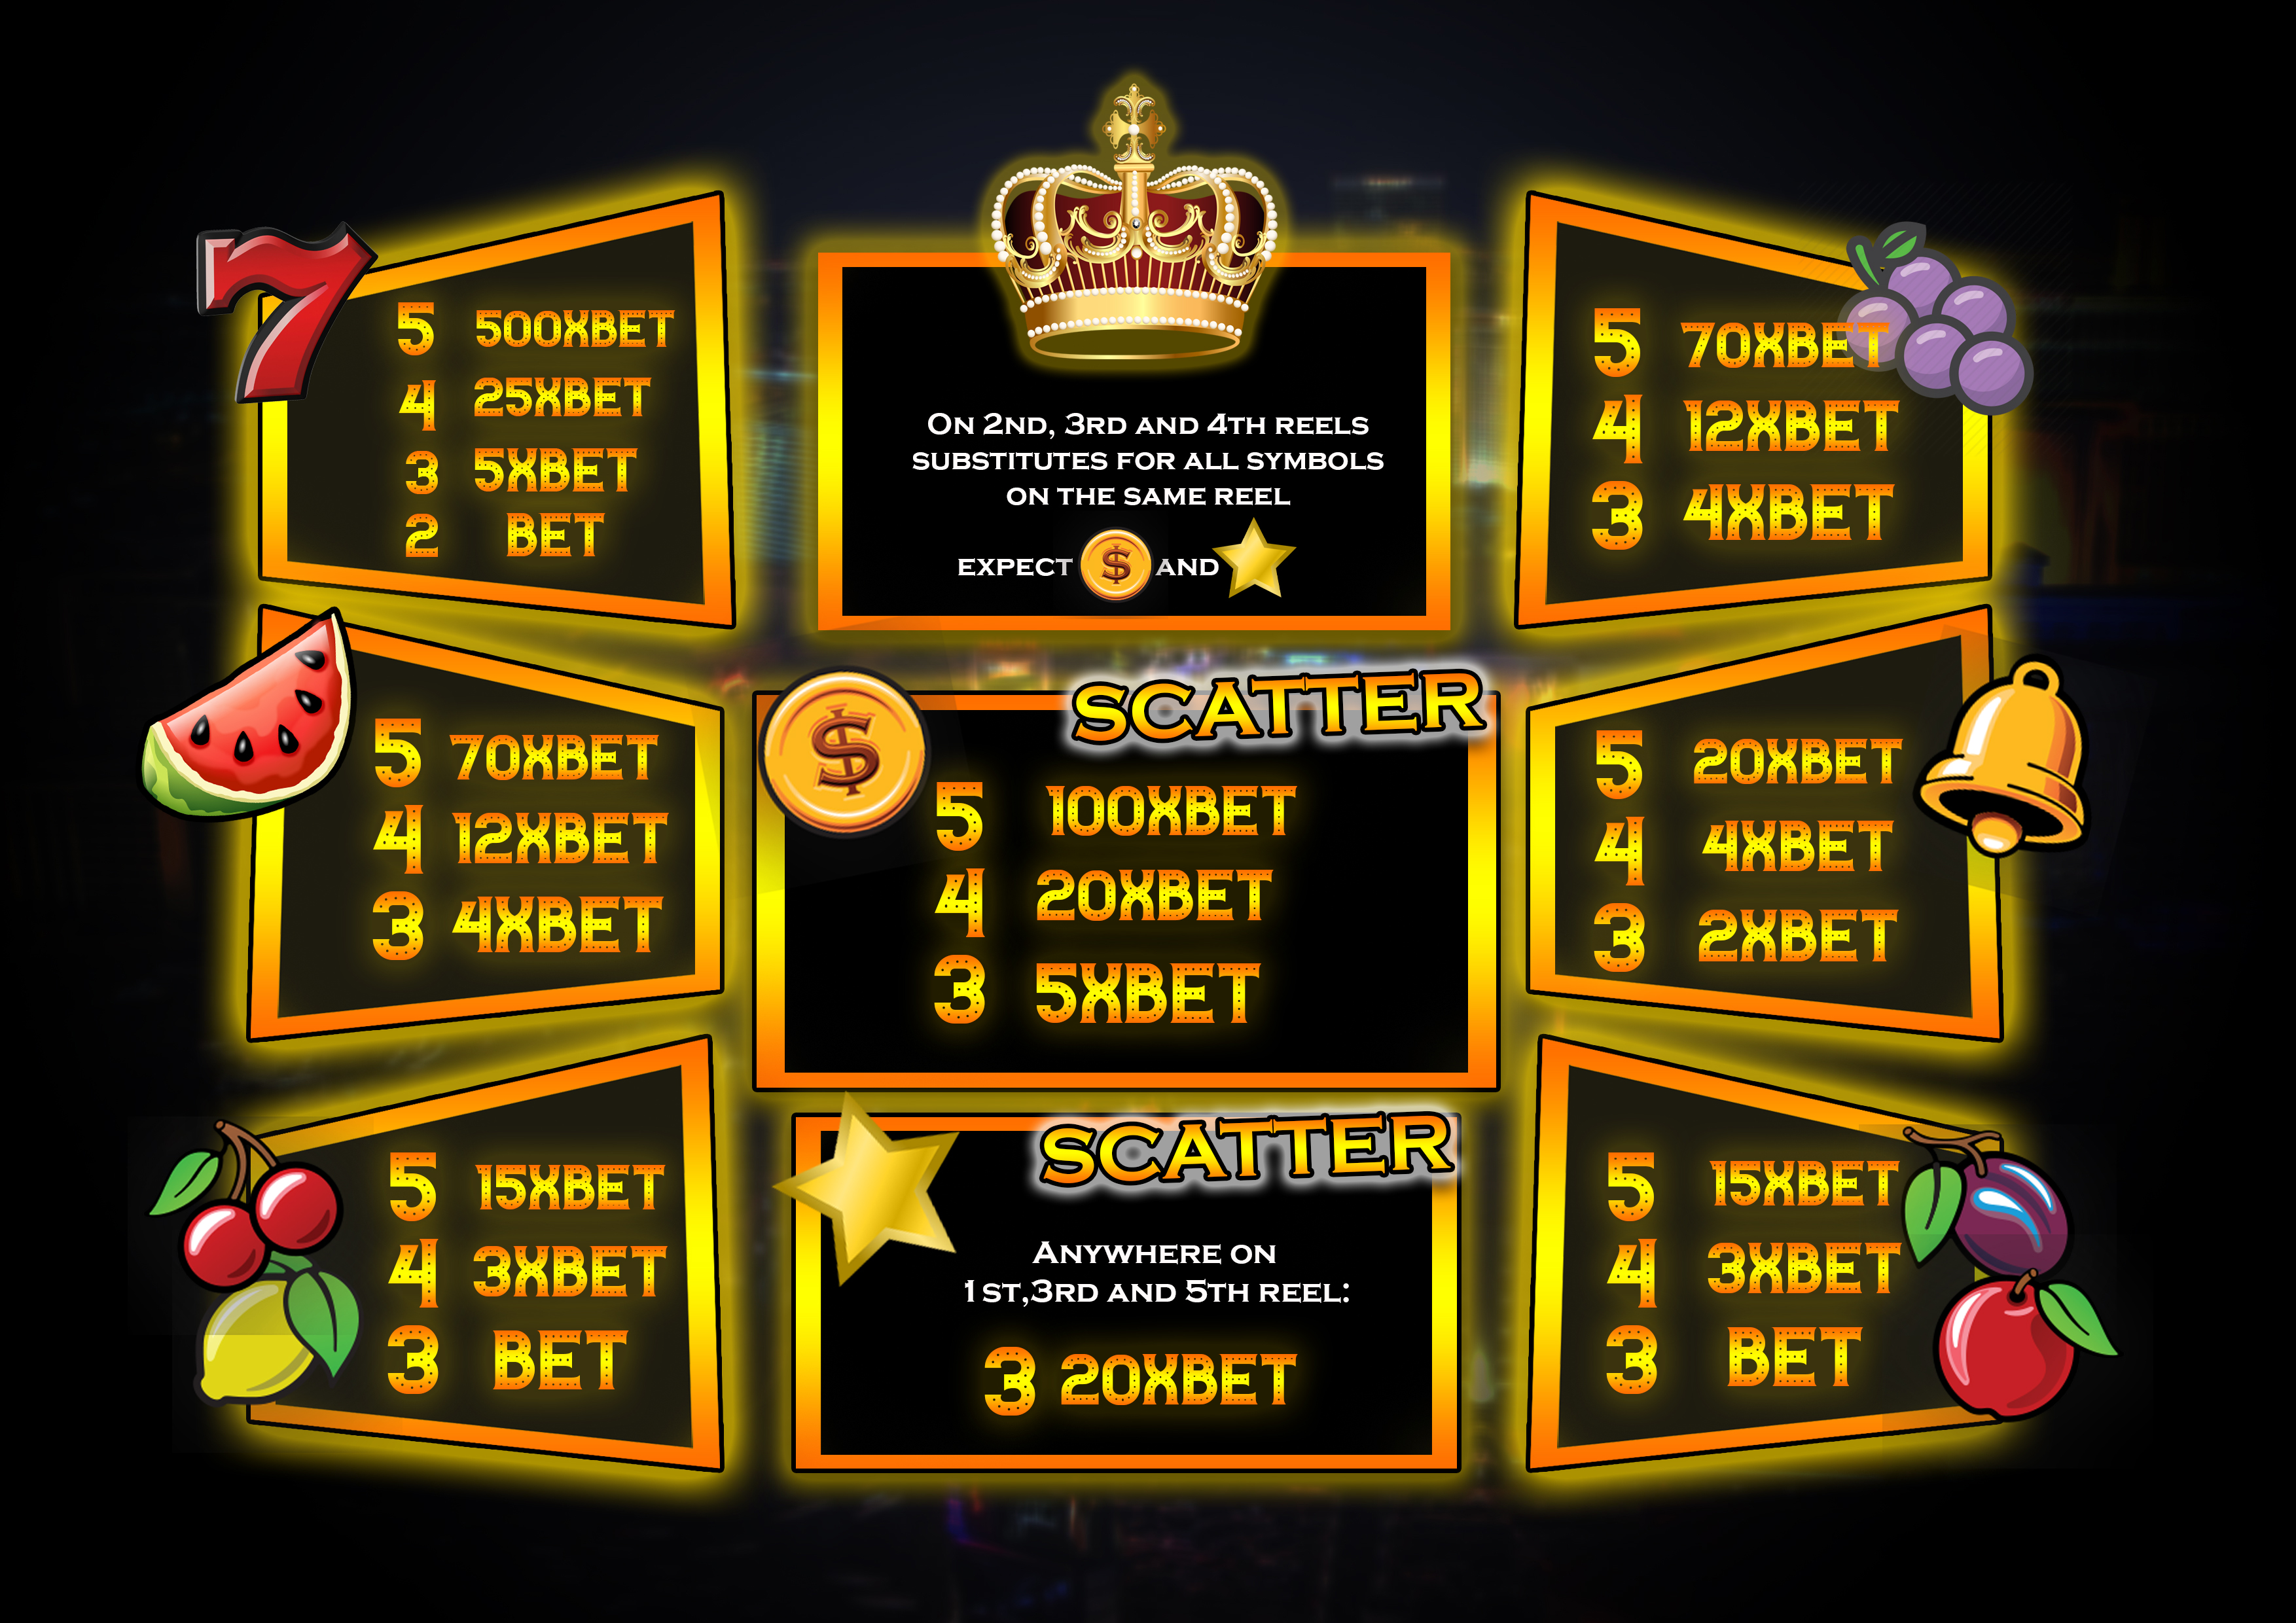 7
5 500XBET
4 25XBET
3 5XBET
2 BET
On 2nd, 3rd and 4th reels
substitutes for all symbols
on the same reel
expect $ and
5 70XBET
4 12XBET
3 4XBET
5 70XBET
4 12XBET
3 4XBET
SCATTER
$
5 100XBET
4 20XBET
3 5XBET
5 20XBET
4 4XBET
3 2XBET
5 15XBET
4 3XBET
3 BET
SCATTER
Anywhere on
1st,3rd and 5th reel:
3 20XBET
5 15XBET
4 3XBET
3 BET